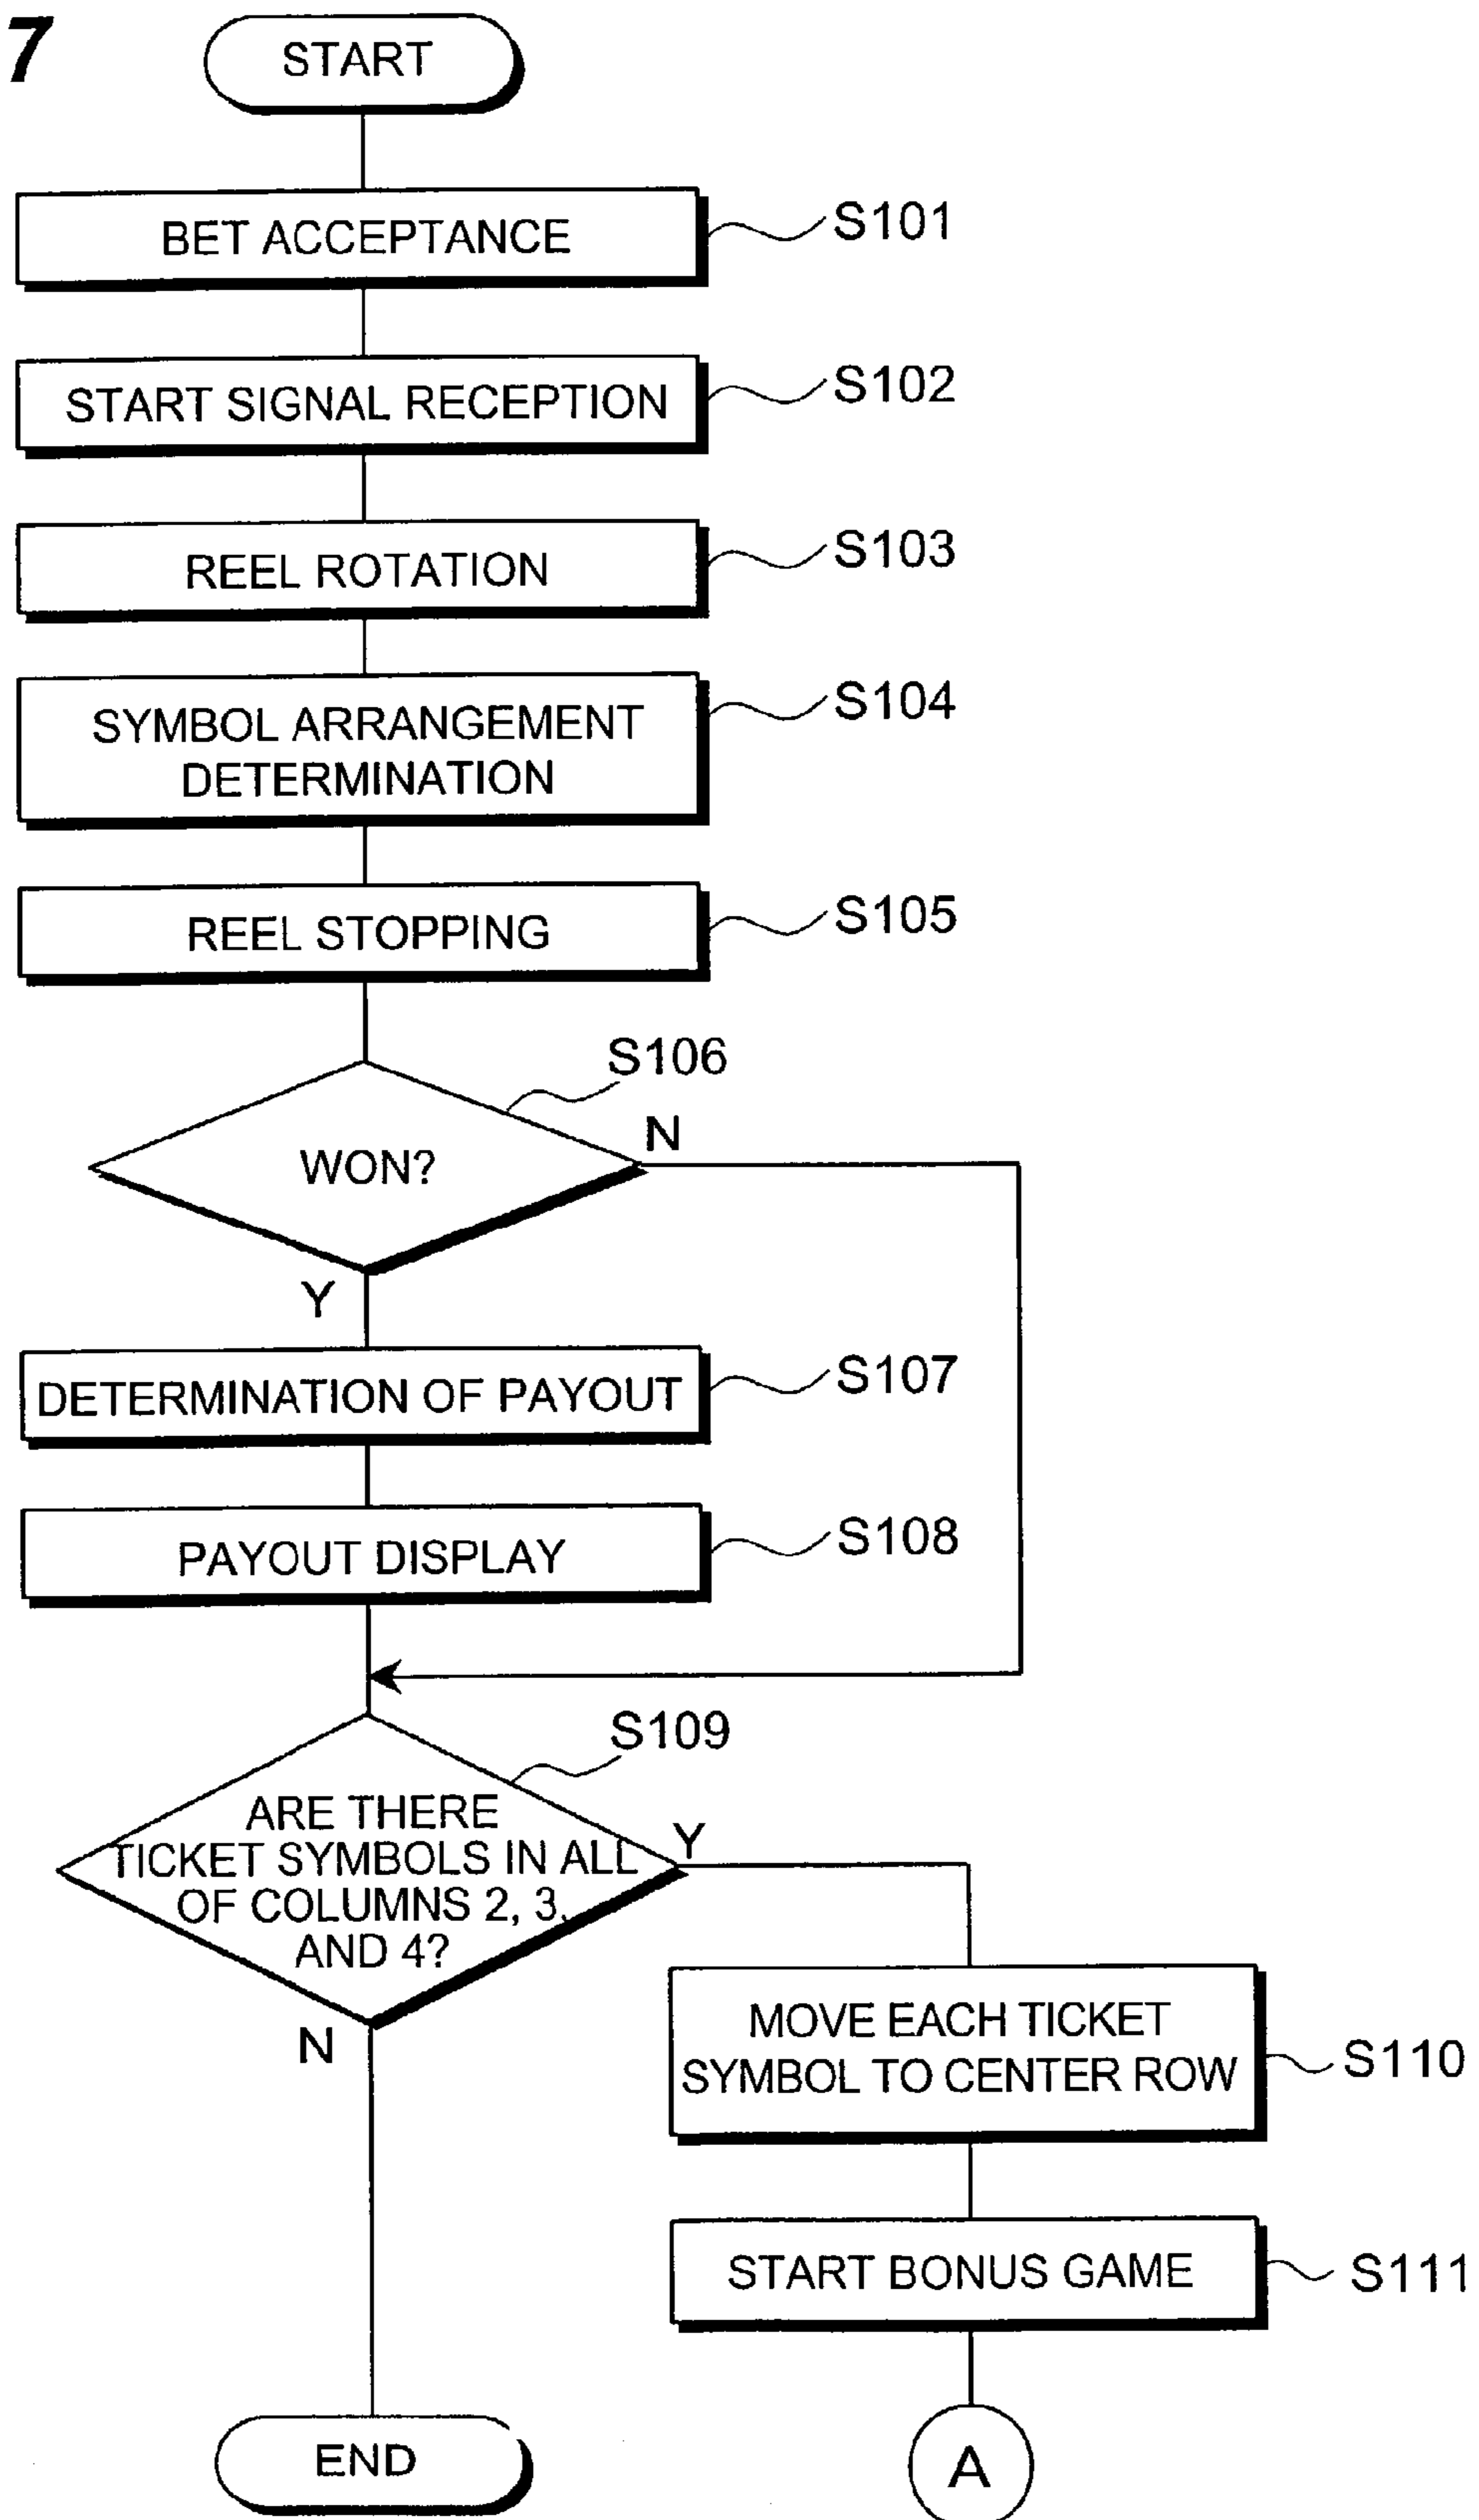 7
START
BET ACCEPTANCE
S101
START SIGNAL RECEPTION
S102
REEL ROTATION
S103
SYMBOL ARRANGEMENT
DETERMINATION
S104
REEL STOPPING
S105
S106
WON?
N
Y
DETERMINATION OF PAYOUT
S107
PAYOUT DISPLAY
S108
S109
ARE THERE
TICKET SYMBOLS IN ALL
OF COLUMNS 2, 3,
AND 4?
Y
N
MOVE EACH TICKET
SYMBOL TO CENTER ROW
S110
START BONUS GAME
S111
END
A